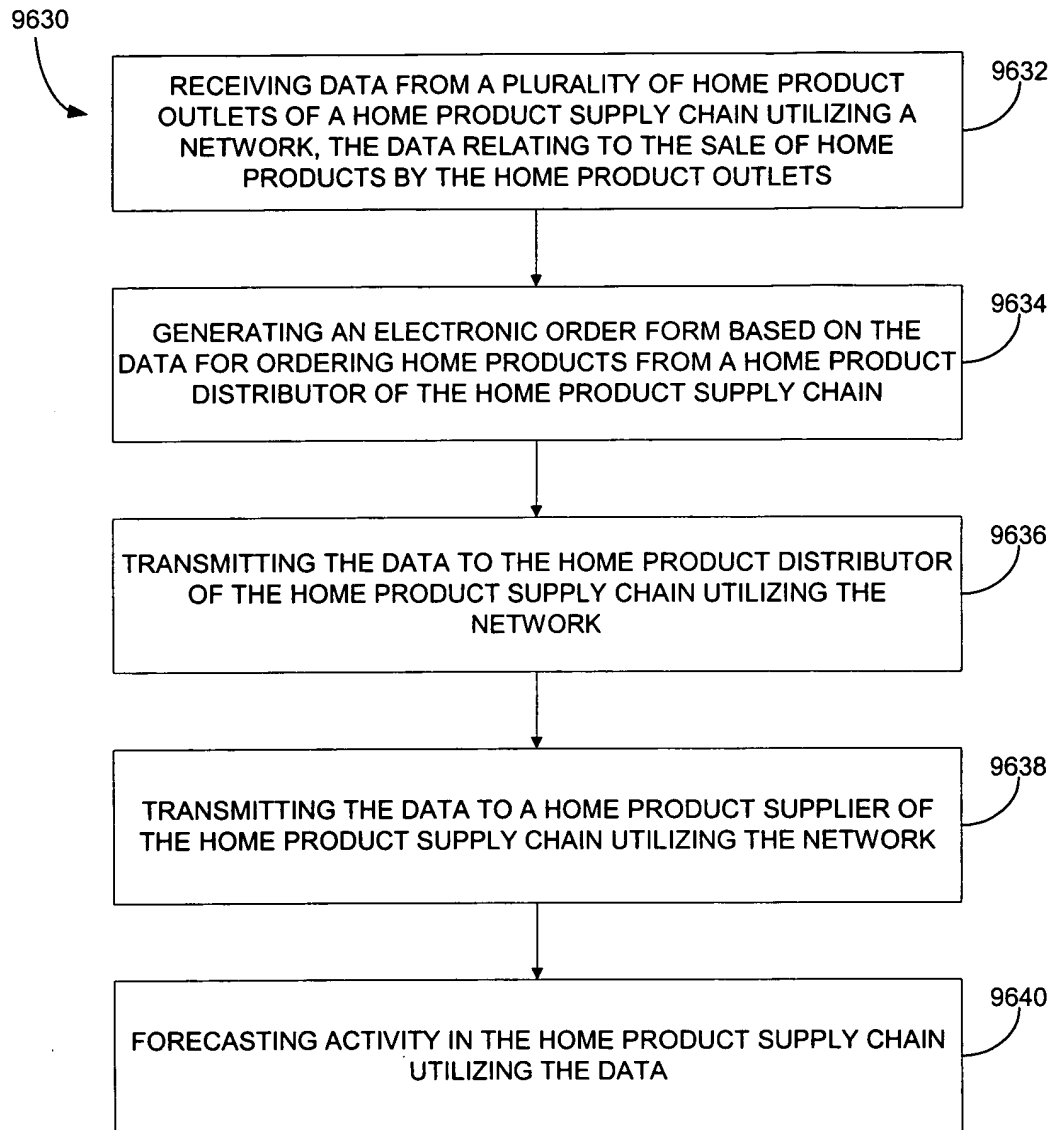 9630
9632
RECEIVING DATA FROM A PLURALITY OF HOME PRODUCT
OUTLETS OF A HOME PRODUCT SUPPLY CHAIN UTILIZING A
NETWORK, THE DATA RELATING TO THE SALE OF HOME
PRODUCTS BY THE HOME PRODUCT OUTLETS
9634
GENERATING AN ELECTRONIC ORDER FORM BASED ON THE
DATA FOR ORDERING HOME PRODUCTS FROM A HOME PRODUCT
DISTRIBUTOR OF THE HOME PRODUCT SUPPLY CHAIN
9636
TRANSMITTING THE DATA TO THE HOME PRODUCT DISTRIBUTOR
OF THE HOME PRODUCT SUPPLY CHAIN UTILIZING THE
NETWORK
9638
TRANSMITTING THE DATA TO A HOME PRODUCT SUPPLIER OF
THE HOME PRODUCT SUPPLY CHAIN UTILIZING THE NETWORK
9640
FORECASTING ACTIVITY IN THE HOME PRODUCT SUPPLY CHAIN
UTILIZING THE DATA